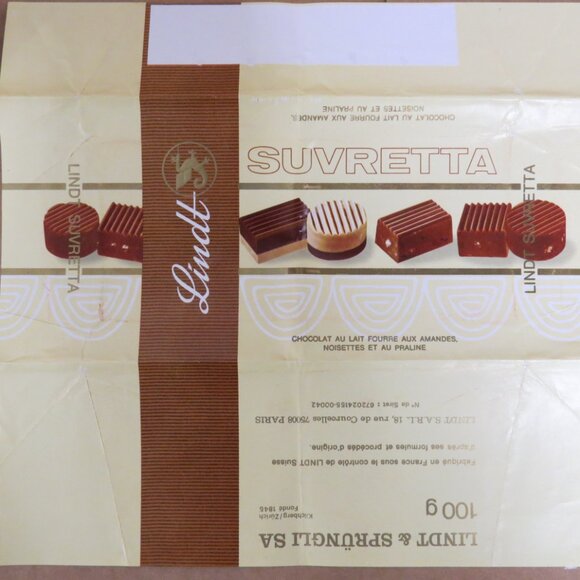 CHOCOLAT AU LAIT FOURRE AUX AMANDES,
NOISETTES ET AU PRALINE
SUVRETTA
LINDT SUVRETTA
Lindt
LINDT SUVRETTA
CHOCOLAT AU LAIT FOURRE AUX AMANDES,
NOISETTES ET AU PRALINE
LINDT & SPRÜNGLI SA
100 g
Kilchberg/Zürich
Fondé 1845
Fabriqué en France sous le contrôle de LINDT Suisse
d'après ses formules et procédés d'origine.
LINDT S.A.R.L. 18, rue de Courcelles 75008 PARIS
N° de Siret : 672024155-00042